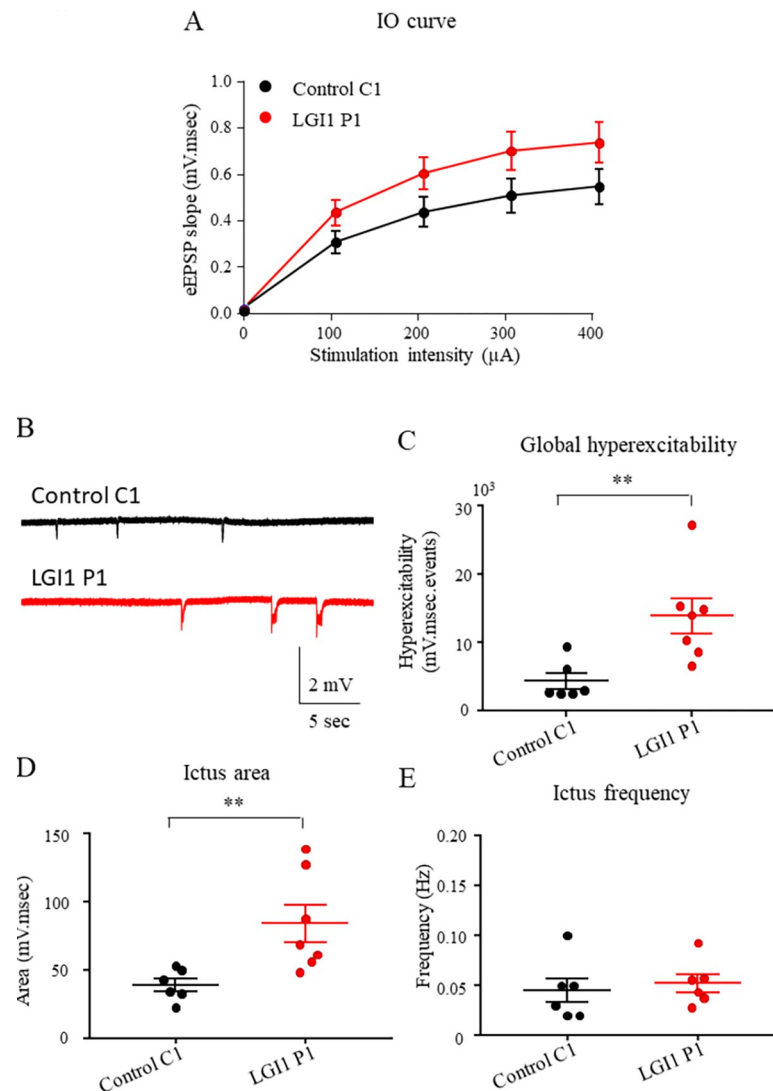 A
IO curve
Control C1
LGI1 P1
eEPSP slope (mV.msec)
1.0
0.8
0.6
0.4
0.2
0.0
0 100 200 300 400
Stimulation intensity (µA)
B
Control C1
LGI1 P1
2 mV
5 sec
C
Global hyperexcitability
**
10³
Hyperexcitability
(mV.msec.events)
30
20
10
0
Control C1
LGI1 P1
D
Ictus area
**
Area (mV.msec)
150
100
50
0
Control C1
LGI1 P1
E
Ictus frequency
Frequency (Hz)
0.20
0.15
0.10
0.05
0
Control C1
LGI1 P1